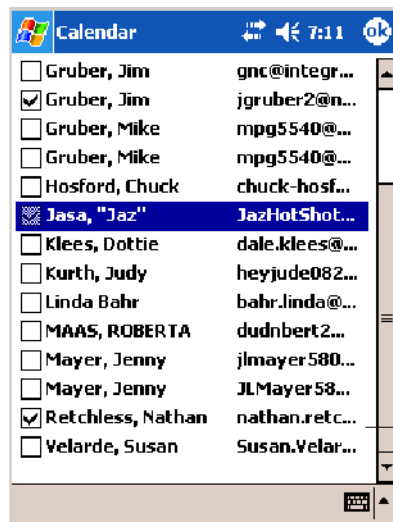 Calendar 7:11 ok
Gruber, Jim gnc@integr...
Gruber, Jim jgruber2@n...
Gruber, Mike mpg5540@...
Gruber, Mike mpg5540@...
Hosford, Chuck chuck-hosf...
Jasa, "Jaz" JazHotShot...
Klees, Dottie dale.klees@...
Kurth, Judy heyjude082...
Linda Bahr bahr.linda@...
MAAS, ROBERTA dudnbert2...
Mayer, Jenny jlmayer580...
Mayer, Jenny JLMayer58...
Retchless, Nathan nathan.retc...
Velarde, Susan Susan.Velar...